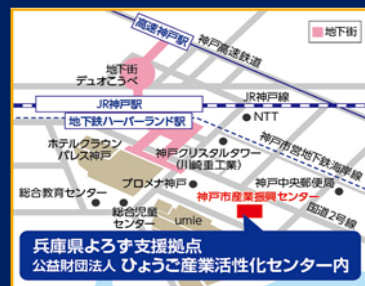 高速神戸駅
神戸高速鉄道
地下街
地下街
デュオこうべ
JR神戸線
JR神戸駅
NTT
地下鉄ハーバーランド駅
神戸市営地下鉄海岸線
ホテルクラウン
パレス神戸
神戸クリスタルタワー
(川崎重工業)
プロメナ神戸
神戸中央郵便局
総合教育センター
神戸市産業振興センター
総合児童
センター
umie
国道2号線
兵庫県よろず支援拠点
公益財団法人 ひょうご産業活性化センター内